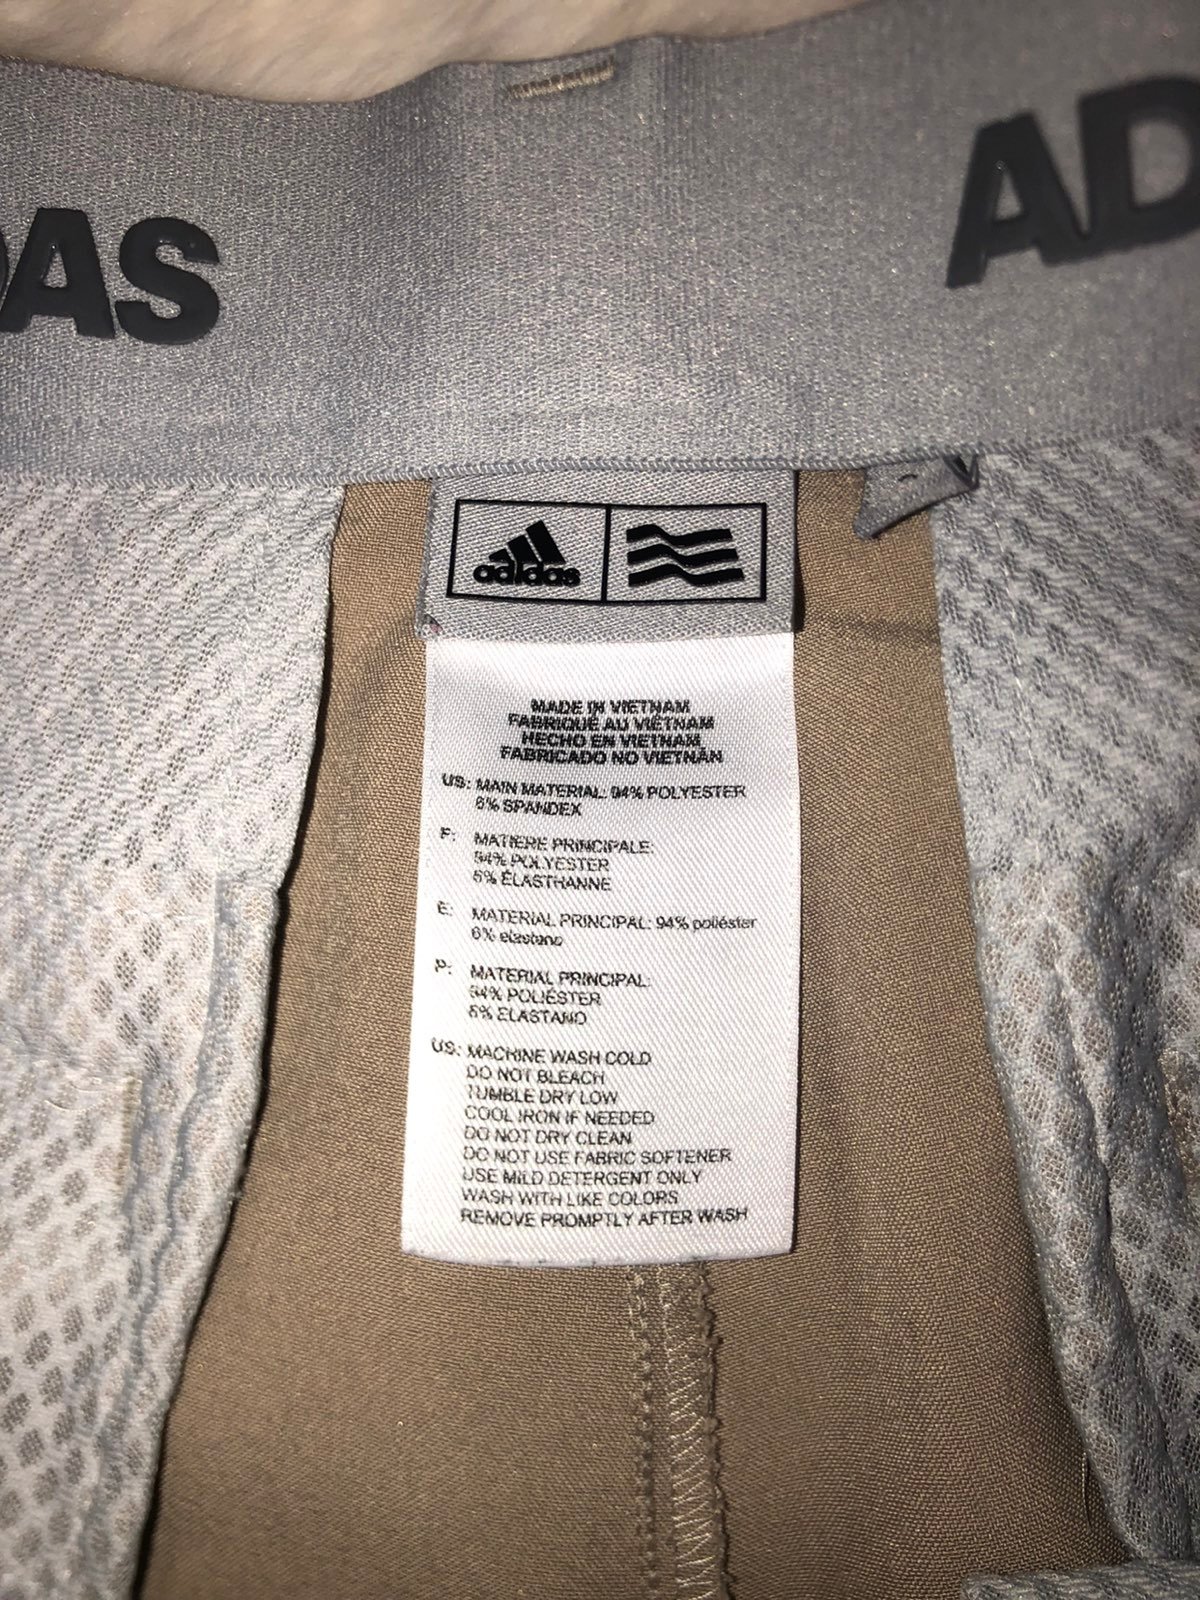 DAS
AD
adidas
MADE IN VIETNAM
FABRIQUÉ AU VIÊTNAM
HECHO EN VIETNAM
FABRICADO NO VIETNÃN
US: MAIN MATERIAL: 94% POLYESTER
6% SPANDEX
F: MATIERE PRINCIPALE:
94% POLYESTER
6% ÉLASTHANNE
E: MATERIAL PRINCIPAL: 94% poliéster
6% elastano
P: MATERIAL PRINCIPAL:
94% POLIÉSTER
6% ELASTANO
US: MACHINE WASH COLD
DO NOT BLEACH
TUMBLE DRY LOW
COOL IRON IF NEEDED
DO NOT DRY CLEAN
DO NOT USE FABRIC SOFTENER
USE MILD DETERGENT ONLY
WASH WITH LIKE COLORS
REMOVE PROMPTLY AFTER WASH